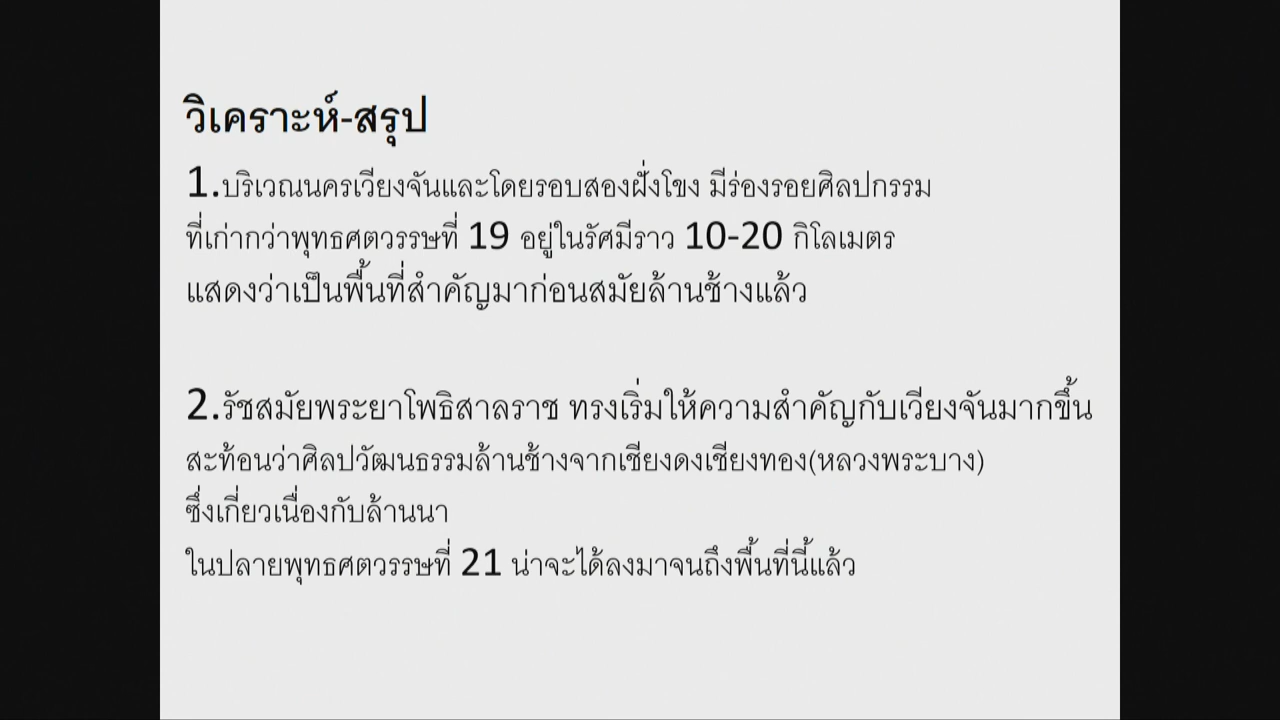 วิเคราะห์-สรุป
1.บริเวณนครเวียงจันและโดยรอบสองฝั่งโขง มีร่องรอยศิลปกรรม
ที่เก่ากว่าพุทธศตวรรษที่ 19 อยู่ในรัศมีราว 10-20 กิโลเมตร
แสดงว่าเป็นพื้นที่สำคัญมาก่อนสมัยล้านช้างแล้ว
2.รัชสมัยพระยาโพธิสาลราช ทรงเริ่มให้ความสำคัญกับเวียงจันมากขึ้น
สะท้อนว่าศิลปวัฒนธรรมล้านช้างจากเชียงดงเชียงทอง(หลวงพระบาง)
ซึ่งเกี่ยวเนื่องกับล้านนา
ในปลายพุทธศตวรรษที่ 21 น่าจะได้ลงมาจนถึงพื้นที่นี้แล้ว